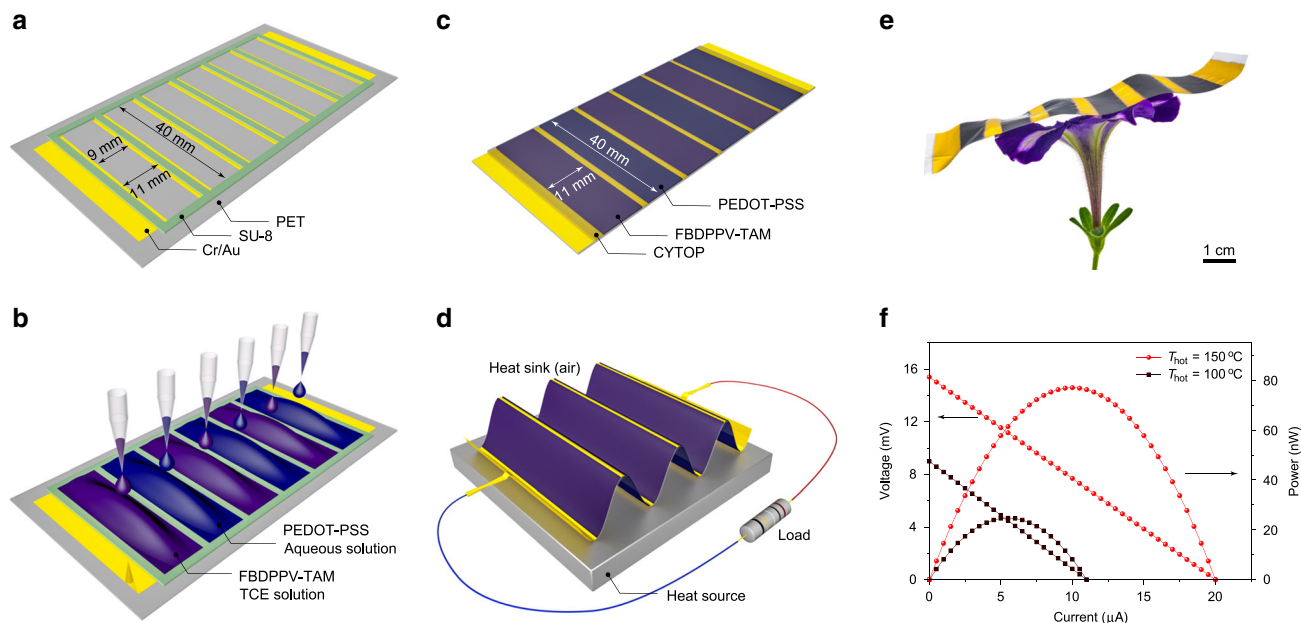 a
40 mm
9 mm
11 mm
PET
SU-8
Cr/Au
b
PEDOT-PSS
Aqueous solution
FBDPPV-TAM
TCE solution
c
40 mm
11 mm
PEDOT-PSS
FBDPPV-TAM
CYTOP
d
Heat sink (air)
Load
Heat source
e
1 cm
f
T_hot = 150 °C
T_hot = 100 °C
Voltage (mV)
16
12
8
4
0
Power (nW)
80
60
40
20
0
0 5 10 15 20
Current (μA)